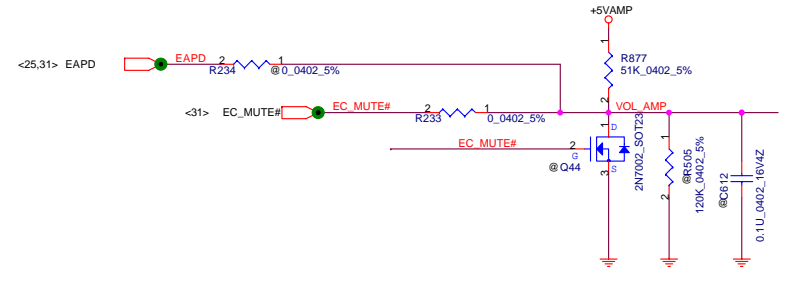 +5VAMP
<25,31> EAPD
EAPD
2
R234
1
@ 0_0402_5%
1
R877
51K_0402_5%
2
<31> EC_MUTE#
EC_MUTE#
2
R233
1
0_0402_5%
VOL_AMP
EC_MUTE#
2
G
@Q44
1
D
S
3
2N7002_SOT23
1
2
@R505
120K_0402_5%
@C612
0.1U_0402_16V4Z